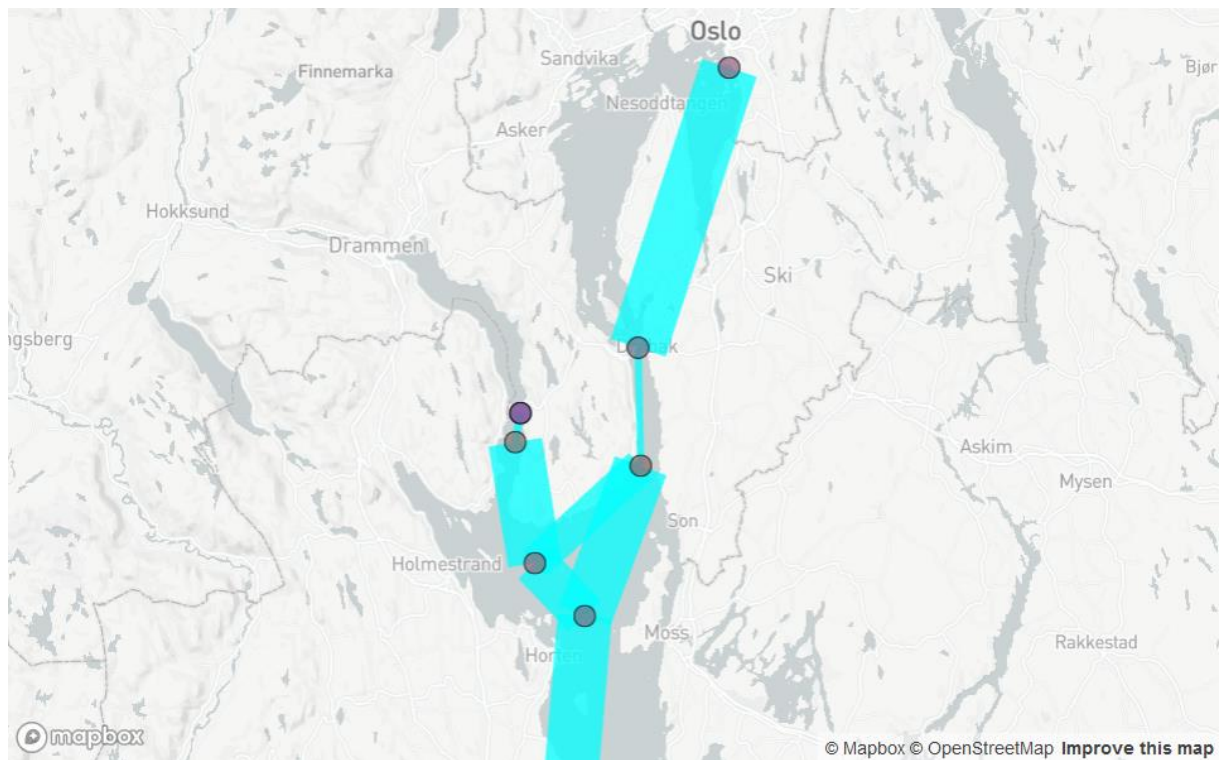 Oslo
Sandvika
Finnemarka
Bjør
Nesoddtangen
Asker
Hokksund
Drammen
Ski
ngsberg
Askim
Mysen
Son
Holmestrand
Moss
Horten
Rakkestad
mapbox
© Mapbox © OpenStreetMap Improve this map